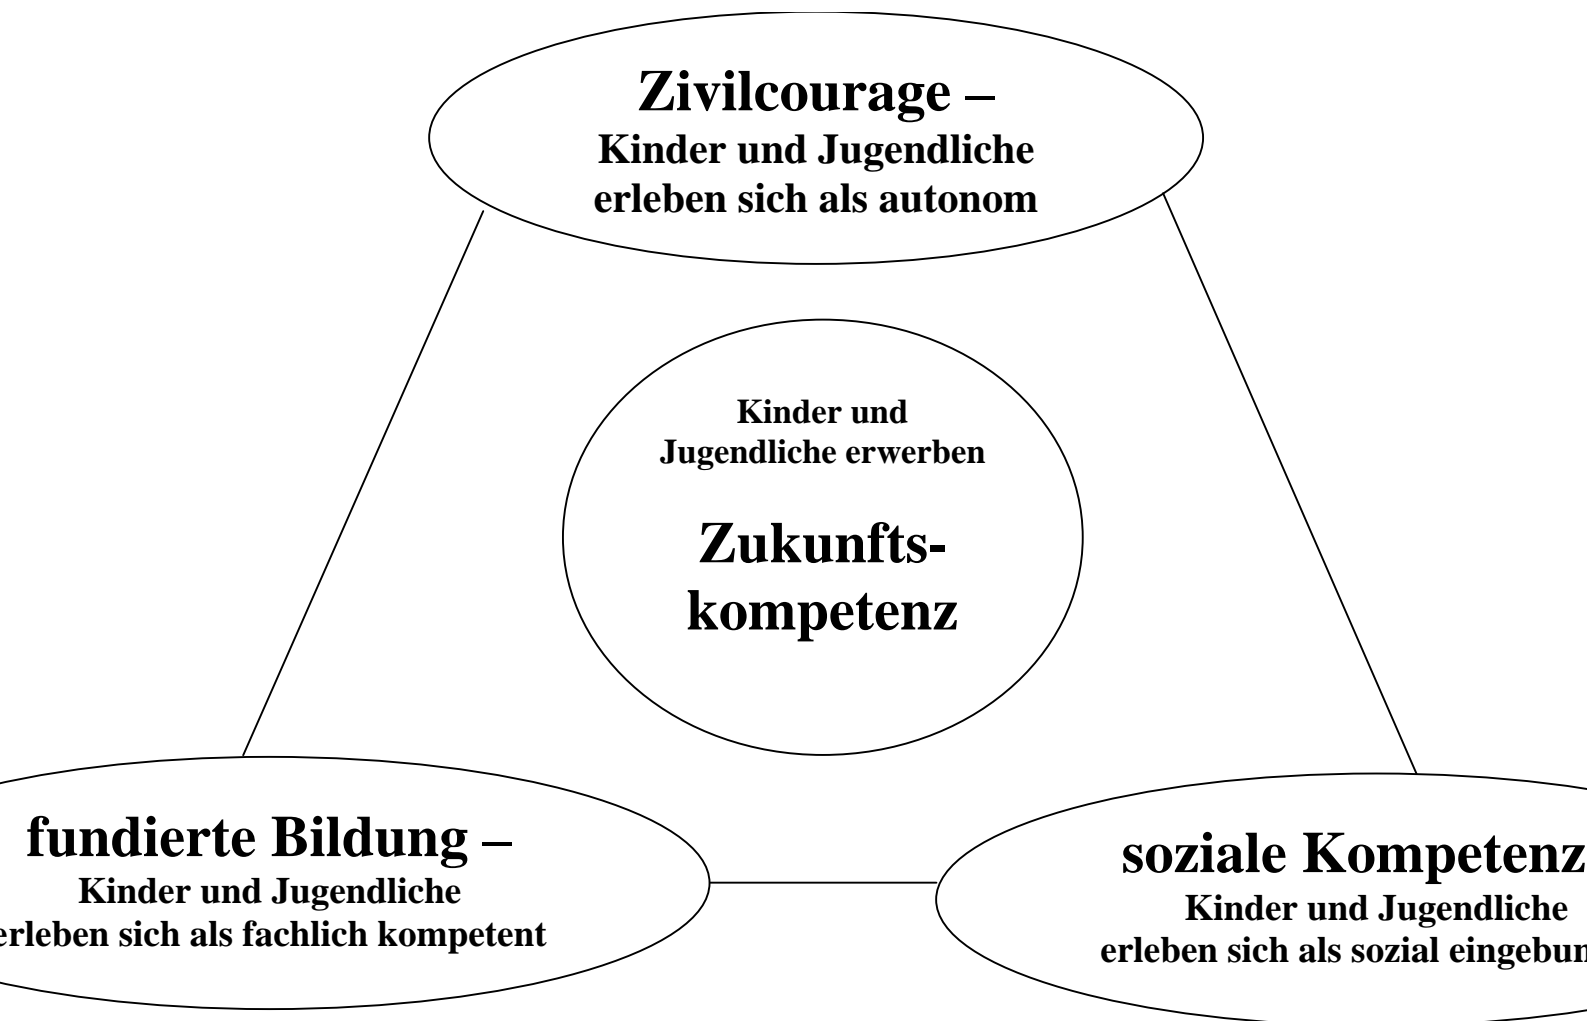 Zivilcourage –
Kinder und Jugendliche
erleben sich als autonom
Kinder und
Jugendliche erwerben
Zukunfts-
kompetenz
fundierte Bildung –
Kinder und Jugendliche
erleben sich als fachlich kompetent
soziale Kompetenz
Kinder und Jugendliche
erleben sich als sozial